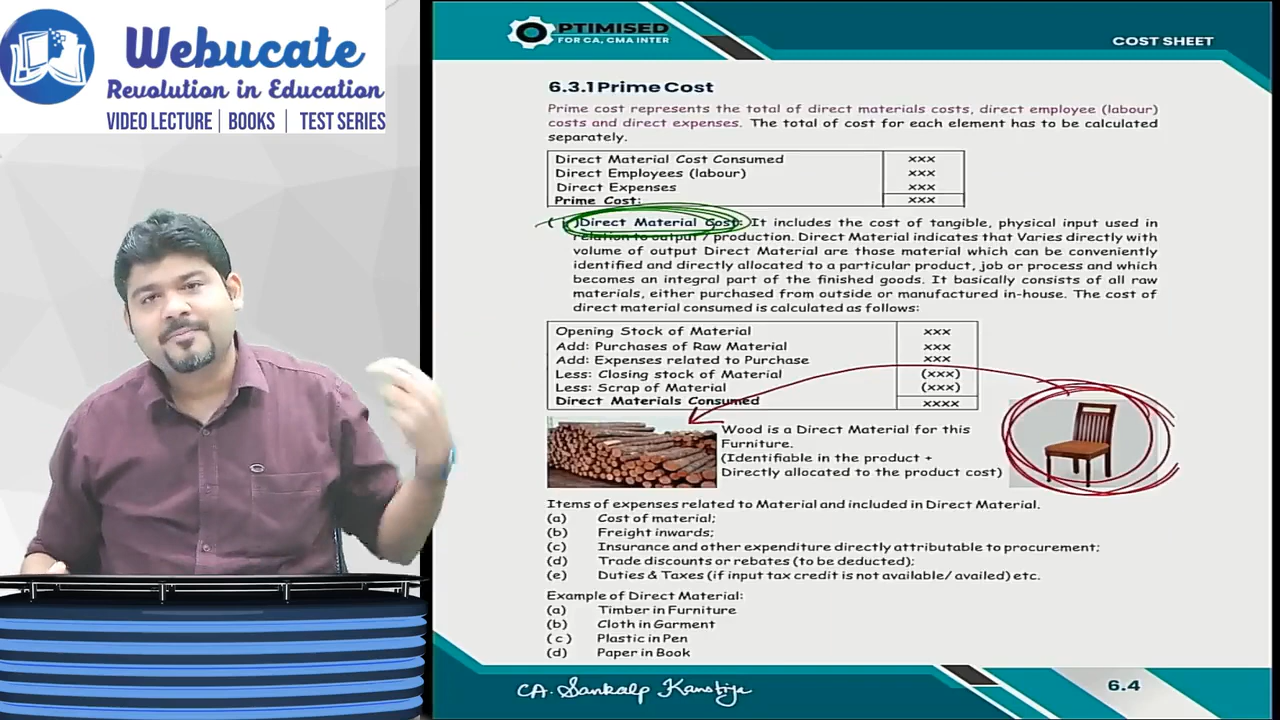 Webucate
Revolution in Education
VIDEO LECTURE | BOOKS | TEST SERIES
PTIMISED
FOR CA, CMA INTER
COST SHEET
6.3.1 Prime Cost
Prime cost represents the total of direct materials costs, direct employee (labour)
costs and direct expenses. The total of cost for each element has to be calculated
separately.
Direct Material Cost Consumed xxx
Direct Employees (labour) xxx
Direct Expenses xxx
Prime Cost: xxx
Direct Material Cost: It includes the cost of tangible, physical input used in
relation to output / production. Direct Material indicates that Varies directly with
volume of output Direct Material are those material which can be conveniently
identified and directly allocated to a particular product, job or process and which
becomes an integral part of the finished goods. It basically consists of all raw
materials, either purchased from outside or manufactured in-house. The cost of
direct material consumed is calculated as follows:
Opening Stock of Material xxx
Add: Purchases of Raw Material xxx
Add: Expenses related to Purchase xxx
Less: Closing stock of Material (xxx)
Less: Scrap of Material (xxx)
Direct Materials Consumed xxxx
Wood is a Direct Material for this
Furniture.
(Identifiable in the product +
Directly allocated to the product cost)
Items of expenses related to Material and included in Direct Material.
(a) Cost of material;
(b) Freight inwards;
(c) Insurance and other expenditure directly attributable to procurement;
(d) Trade discounts or rebates (to be deducted);
(e) Duties & Taxes (if input tax credit is not available/ availed) etc.
Example of Direct Material:
(a) Timber in Furniture
(b) Cloth in Garment
(c) Plastic in Pen
(d) Paper in Book
CA. Sankalp Kanstiya
6.4